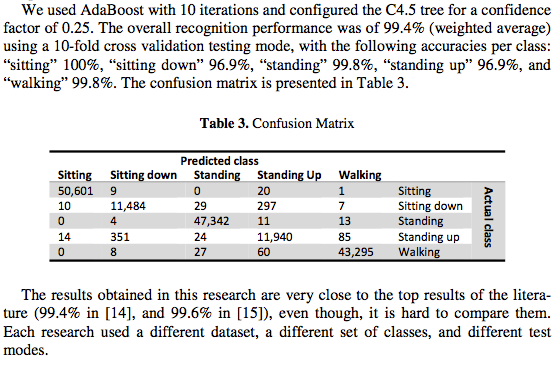 We used AdaBoost with 10 iterations and configured the C4.5 tree for a confidence
factor of 0.25. The overall recognition performance was of 99.4% (weighted average)
using a 10-fold cross validation testing mode, with the following accuracies per class:
“sitting” 100%, “sitting down” 96.9%, “standing” 99.8%, “standing up” 96.9%, and
“walking” 99.8%. The confusion matrix is presented in Table 3.
Table 3. Confusion Matrix
Predicted class
Sitting Sitting down Standing Standing Up Walking
50,601 9 0 20 1 Sitting
10 11,484 29 297 7 Sitting down
0 4 47,342 11 13 Standing
14 351 24 11,940 85 Standing up
0 8 27 60 43,295 Walking
Actual class
The results obtained in this research are very close to the top results of the litera-
ture (99.4% in [14], and 99.6% in [15]), even though, it is hard to compare them.
Each research used a different dataset, a different set of classes, and different test
modes.